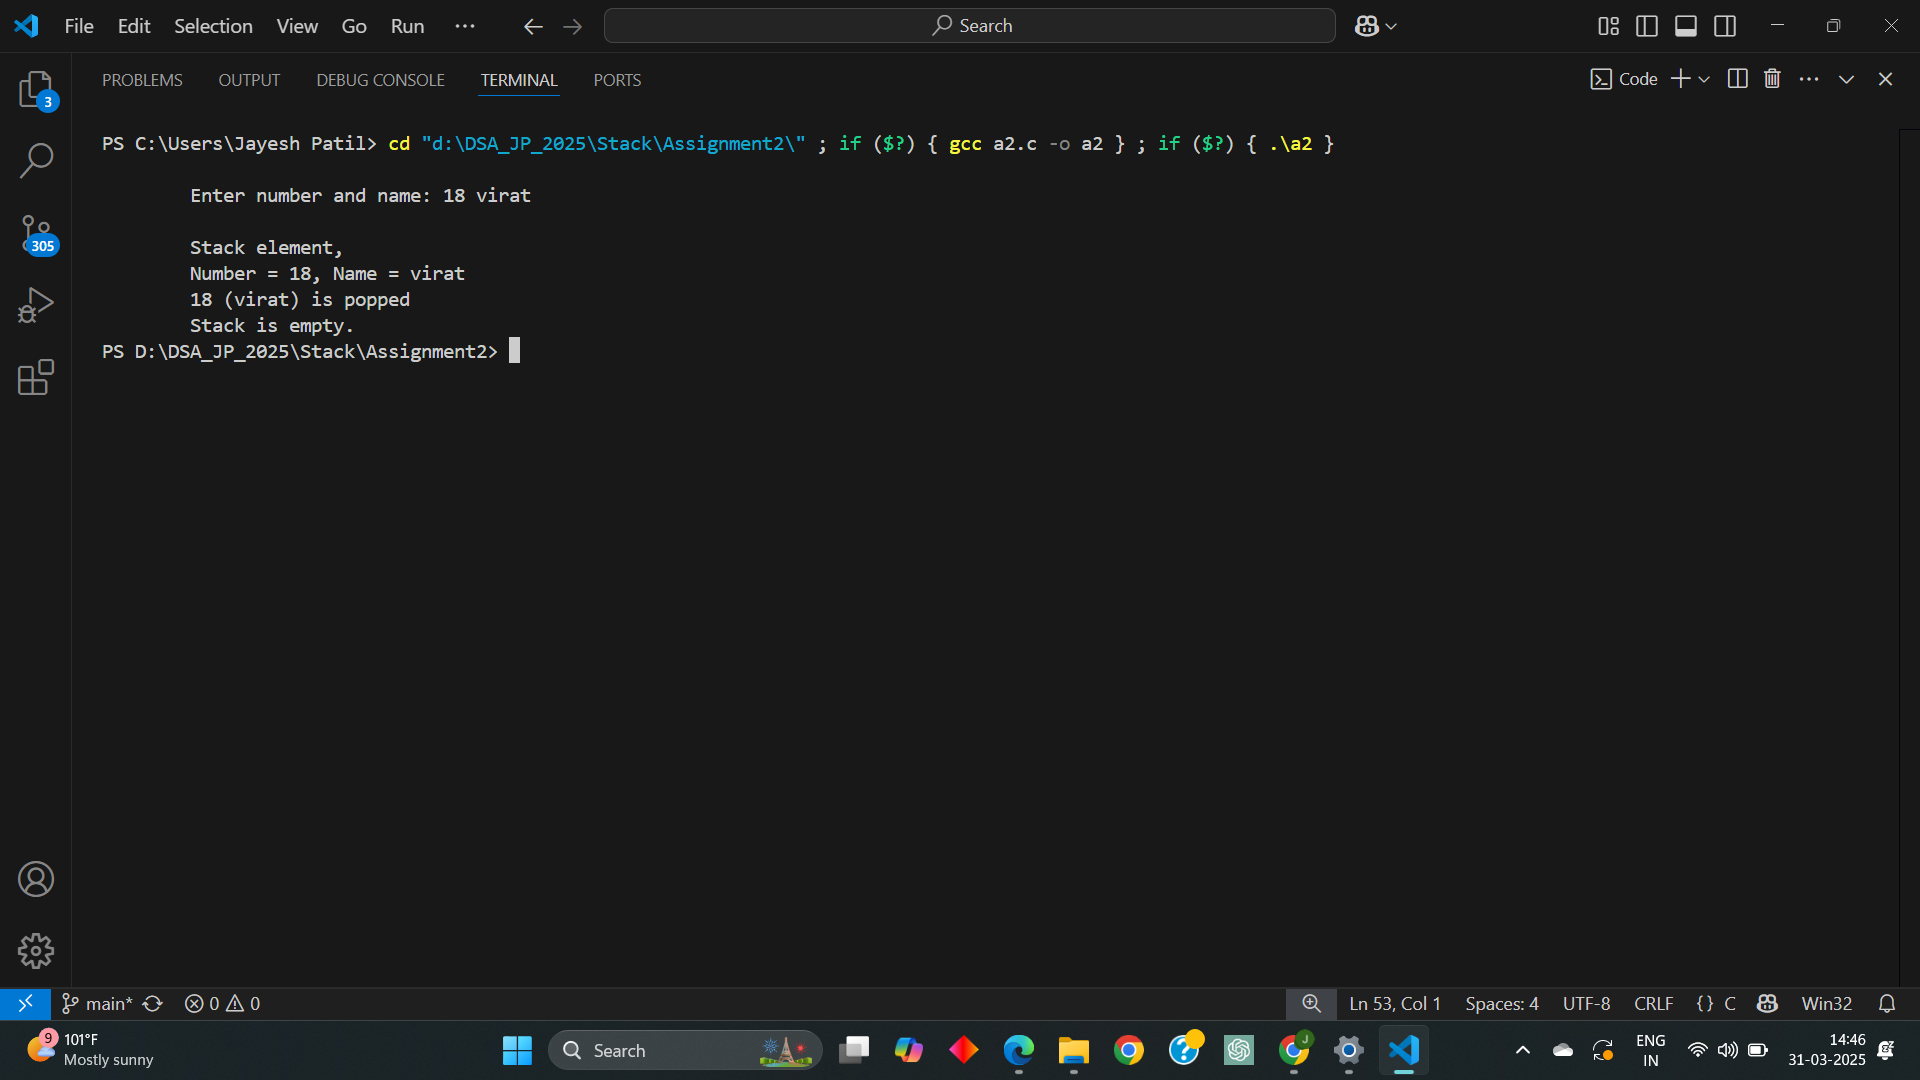 File Edit Selection View Go Run ··· Search
PROBLEMS OUTPUT DEBUG CONSOLE TERMINAL PORTS Code
3
305
PS C:\Users\Jayesh Patil> cd "d:\DSA_JP_2025\Stack\Assignment2\" ; if ($?) { gcc a2.c -o a2 } ; if ($?) { .\a2 }
Enter number and name: 18 virat
Stack element,
Number = 18, Name = virat
18 (virat) is popped
Stack is empty.
PS D:\DSA_JP_2025\Stack\Assignment2>
main* 0 0 Ln 53, Col 1 Spaces: 4 UTF-8 CRLF {} C Win32
9 101°F
Mostly sunny
Search
J
ENG
IN
14:46
31-03-2025